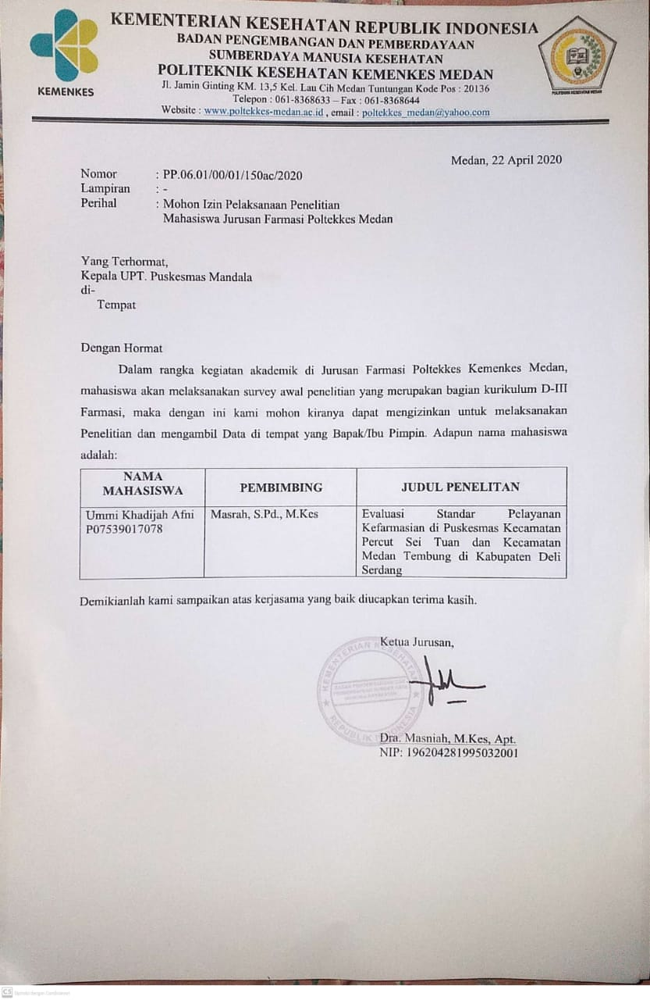 KEMENTERIAN KESEHATAN REPUBLIK INDONESIA
BADAN PENGEMBANGAN DAN PEMBERDAYAAN
SUMBERDAYA MANUSIA KESEHATAN
POLITEKNIK KESEHATAN KEMENKES MEDAN
Jl. Jamin Ginting KM. 13,5 Kel. Lau Cih Medan Tuntungan Kode Pos : 20136
Telepon : 061-8368633 – Fax : 061-8368644
Website : www.poltekkes-medan.ac.id , email : poltekkes_medan@yahoo.com
KEMENKES
POLITEKNIK KESEHATAN MEDAN
Medan, 22 April 2020
Nomor : PP.06.01/00/01/150ac/2020
Lampiran : -
Perihal : Mohon Izin Pelaksanaan Penelitian
Mahasiswa Jurusan Farmasi Poltekkes Medan
Yang Terhormat,
Kepala UPT. Puskesmas Mandala
di-
Tempat
Dengan Hormat
Dalam rangka kegiatan akademik di Jurusan Farmasi Poltekkes Kemenkes Medan,
mahasiswa akan melaksanakan survey awal penelitian yang merupakan bagian kurikulum D-III
Farmasi, maka dengan ini kami mohon kiranya dapat mengizinkan untuk melaksanakan
Penelitian dan mengambil Data di tempat yang Bapak/Ibu Pimpin. Adapun nama mahasiswa
adalah:
NAMA
MAHASISWA
PEMBIMBING
JUDUL PENELITAN
Ummi Khadijah Afni
P07539017078
Masrah, S.Pd., M.Kes
Evaluasi Standar Pelayanan
Kefarmasian di Puskesmas Kecamatan
Percut Sei Tuan dan Kecamatan
Medan Tembung di Kabupaten Deli
Serdang
Demikianlah kami sampaikan atas kerjasama yang baik diucapkan terima kasih.
Ketua Jurusan,
KEMENTERIAN KESEHATAN
REPUBLIK INDONESIA
Dra. Masniah, M.Kes, Apt.
NIP: 196204281995032001
CS Dipindai dengan CamScanner